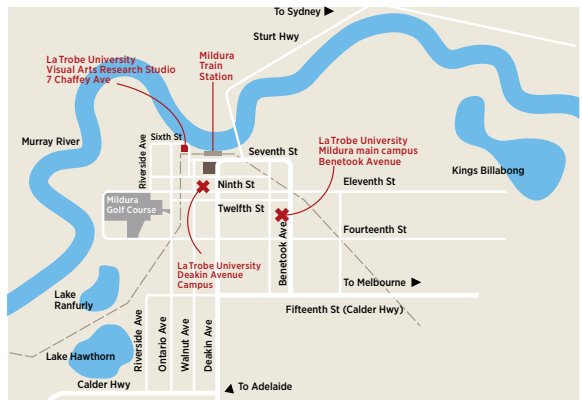 To Sydney
Sturt Hwy
La Trobe University
Visual Arts Research Studio
7 Chaffey Ave
Mildura
Train
Station
Murray River
Riverside Ave
Sixth St
Seventh St
La Trobe University
Mildura main campus
Benetook Avenue
Kings Billabong
Ninth St
Eleventh St
Mildura
Golf Course
Twelfth St
Fourteenth St
Benetook Ave
La Trobe University
Deakin Avenue
Campus
To Melbourne
Lake
Ranfurly
Fifteenth St (Calder Hwy)
Riverside Ave
Ontario Ave
Walnut Ave
Deakin Ave
Lake Hawthorn
Calder Hwy
To Adelaide